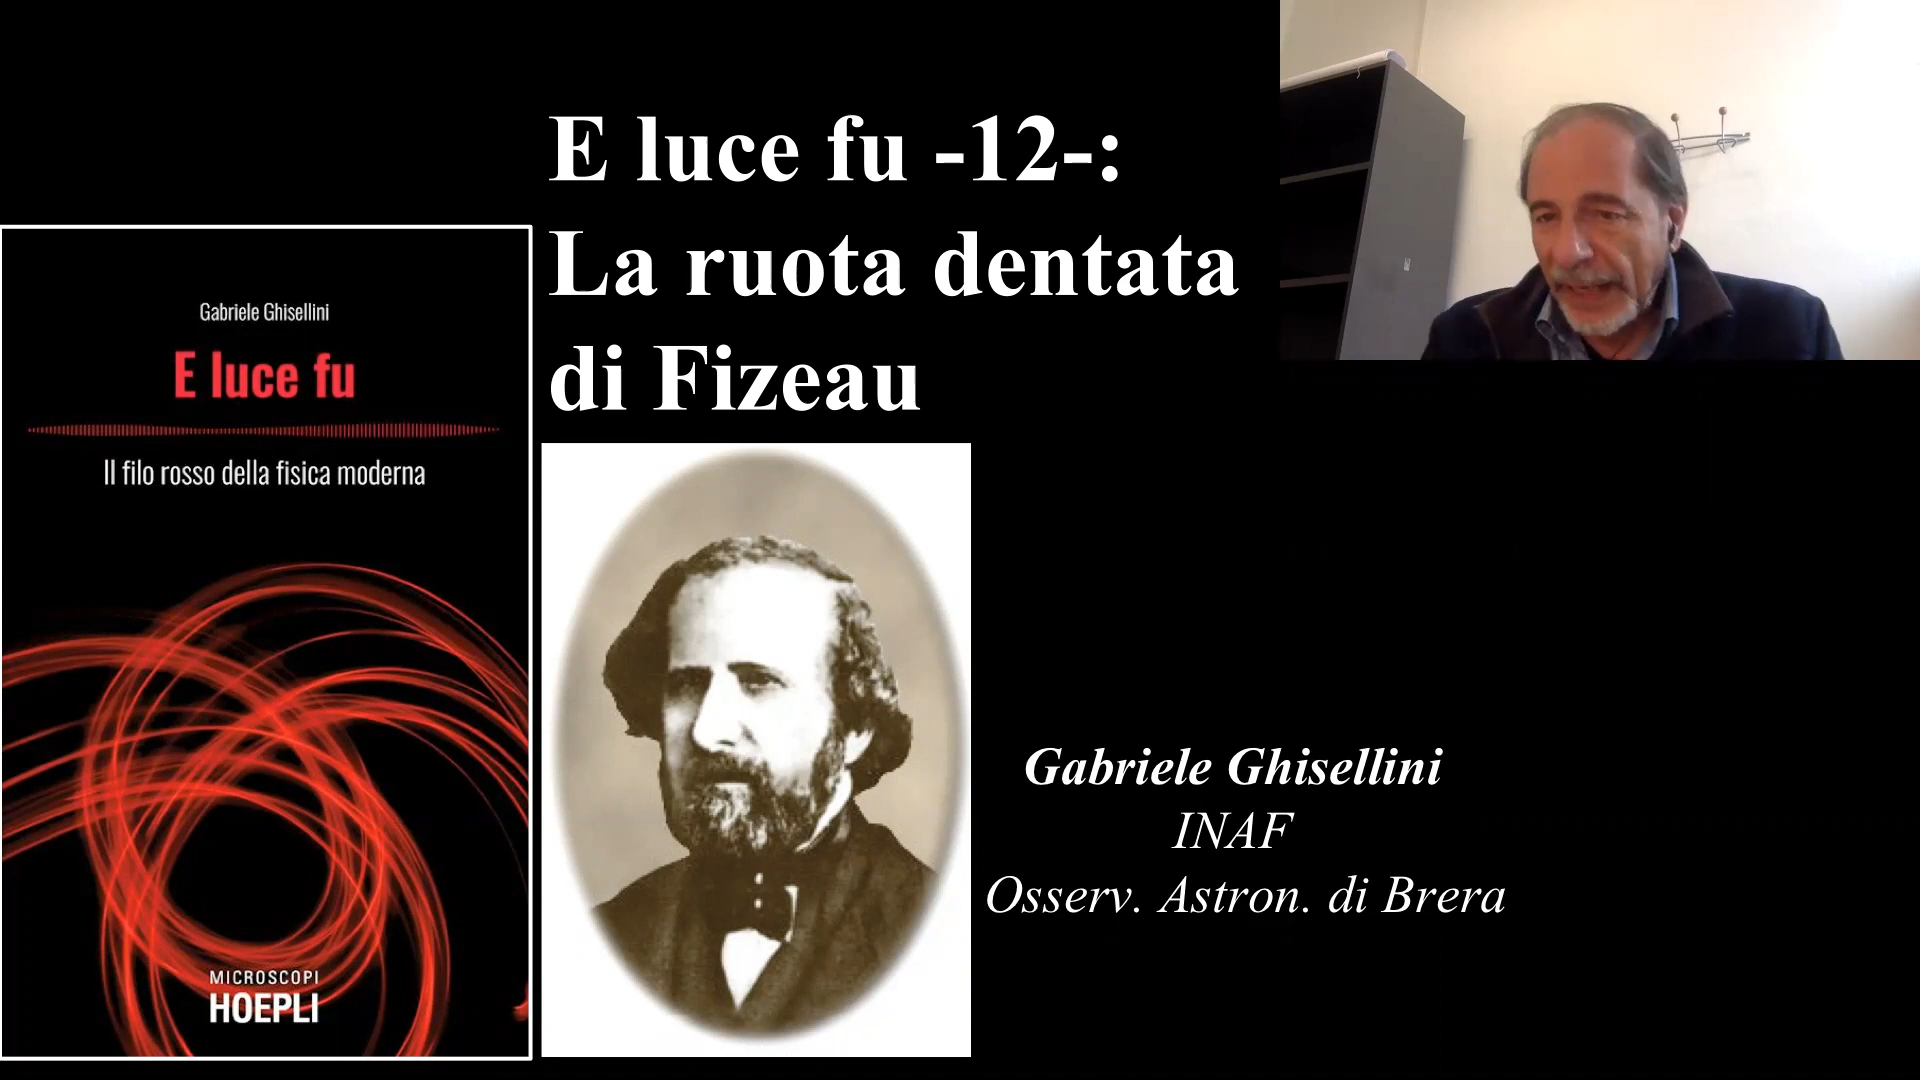 E luce fu -12-:
La ruota dentata
di Fizeau
Gabriele Ghisellini
E luce fu
Il filo rosso della fisica moderna
MICROSCOPI
HOEPLI
Gabriele Ghisellini
INAF
Osserv. Astron. di Brera